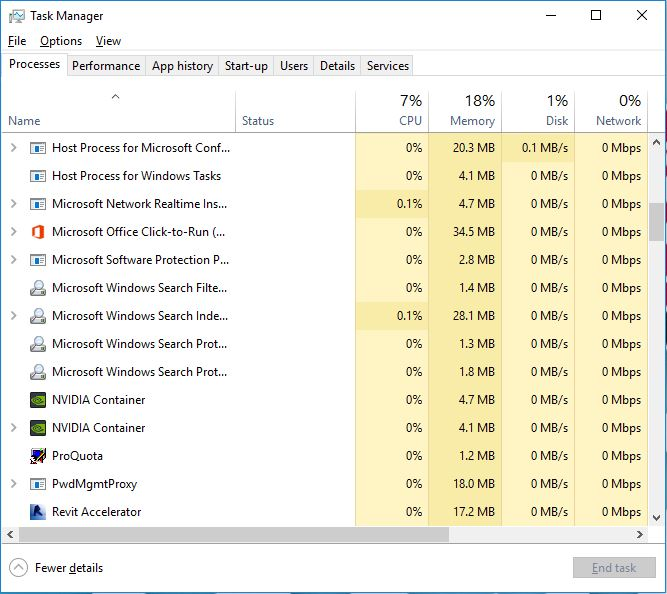 Task Manager
File Options View
Processes Performance App history Start-up Users Details Services
7% 18% 1% 0%
Name Status CPU Memory Disk Network
Host Process for Microsoft Conf... 0% 20.3 MB 0.1 MB/s 0 Mbps
Host Process for Windows Tasks 0% 4.1 MB 0 MB/s 0 Mbps
Microsoft Network Realtime Ins... 0.1% 4.7 MB 0 MB/s 0 Mbps
Microsoft Office Click-to-Run (... 0% 34.5 MB 0 MB/s 0 Mbps
Microsoft Software Protection P... 0% 2.8 MB 0 MB/s 0 Mbps
Microsoft Windows Search Filte... 0% 1.4 MB 0 MB/s 0 Mbps
Microsoft Windows Search Inde... 0.1% 28.1 MB 0 MB/s 0 Mbps
Microsoft Windows Search Prot... 0% 1.3 MB 0 MB/s 0 Mbps
Microsoft Windows Search Prot... 0% 1.8 MB 0 MB/s 0 Mbps
NVIDIA Container 0% 4.7 MB 0 MB/s 0 Mbps
NVIDIA Container 0% 4.1 MB 0 MB/s 0 Mbps
ProQuota 0% 1.2 MB 0 MB/s 0 Mbps
PwdMgmtProxy 0% 18.0 MB 0 MB/s 0 Mbps
Revit Accelerator 0% 17.2 MB 0 MB/s 0 Mbps
Fewer details End task